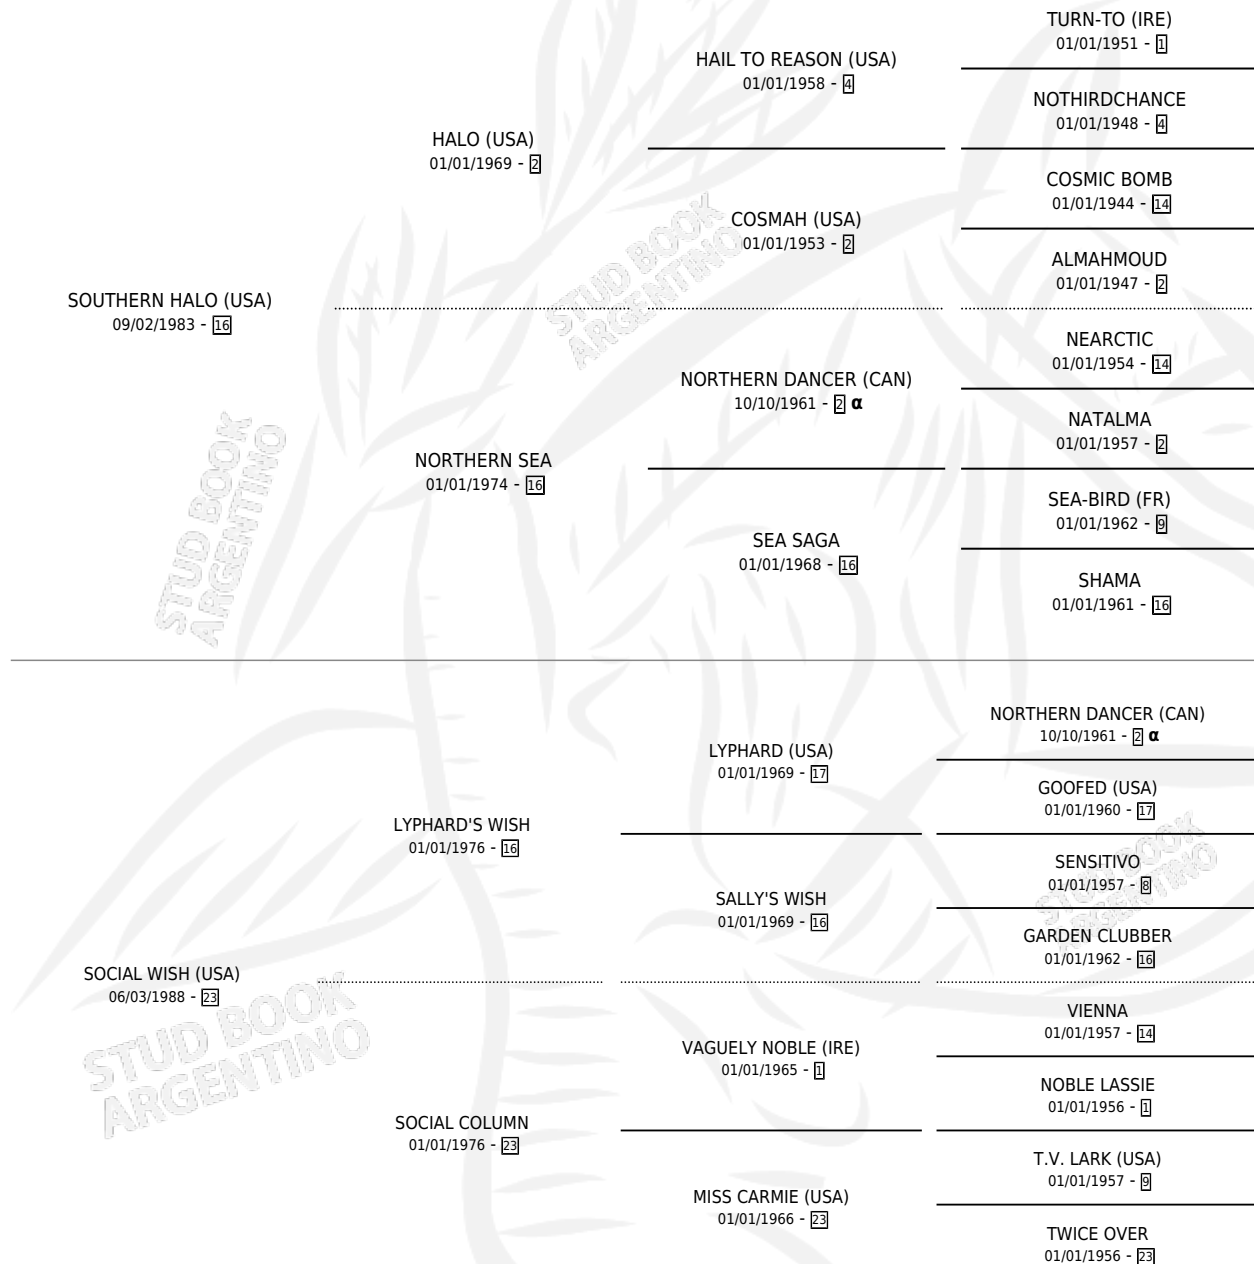 TURN-TO (IRE)
01/01/1951 - 1
HAIL TO REASON (USA)
01/01/1958 - 4
NOTHIRDCHANCE
01/01/1948 - 4
HALO (USA)
01/01/1969 - 2
COSMIC BOMB
01/01/1944 - 14
COSMAH (USA)
01/01/1953 - 2
ALMAHMOUD
01/01/1947 - 2
SOUTHERN HALO (USA)
09/02/1983 - 16
NEARCTIC
01/01/1954 - 14
NORTHERN DANCER (CAN)
10/10/1961 - 2 α
NATALMA
01/01/1957 - 2
NORTHERN SEA
01/01/1974 - 16
SEA-BIRD (FR)
01/01/1962 - 9
SEA SAGA
01/01/1968 - 16
SHAMA
01/01/1961 - 16
STUD BOOK
ARGENTINO
STUD BOOK
ARGENTINO
NORTHERN DANCER (CAN)
10/10/1961 - 2 α
LYPHARD (USA)
01/01/1969 - 17
GOOFED (USA)
01/01/1960 - 17
LYPHARD'S WISH
01/01/1976 - 16
SENSITIVO
01/01/1957 - 8
SALLY'S WISH
01/01/1969 - 16
GARDEN CLUBBER
01/01/1962 - 16
STUD BOOK
ARGENTINO
SOCIAL WISH (USA)
06/03/1988 - 23
VIENNA
01/01/1957 - 14
VAGUELY NOBLE (IRE)
01/01/1965 - 1
NOBLE LASSIE
01/01/1956 - 1
SOCIAL COLUMN
01/01/1976 - 23
T.V. LARK (USA)
01/01/1957 - 9
MISS CARMIE (USA)
01/01/1966 - 23
TWICE OVER
01/01/1956 - 23
STUD BOOK
ARGENTINO